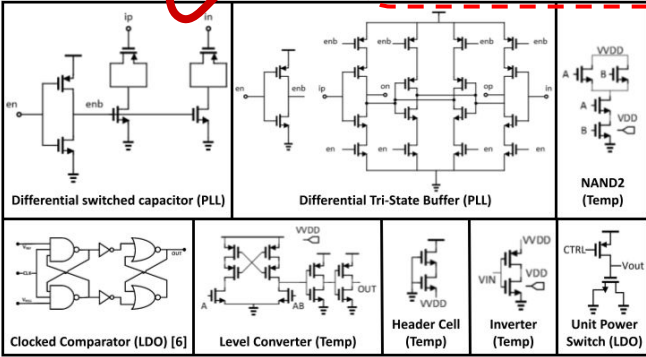 ip in
en enb
Differential switched capacitor (PLL)
enb enb enb enb
en enb ip on op in
en en en en
Differential Tri-State Buffer (PLL)
VVDD
A B
A
B VDD
NAND2
(Temp)
CLK
OUT
Clocked Comparator (LDO) [6]
VVDD
A AB OUT
Level Converter (Temp)
VVDD
Header Cell
(Temp)
VVDD
VIN VDD
Inverter
(Temp)
CTRL
Vout
Unit Power
Switch (LDO)